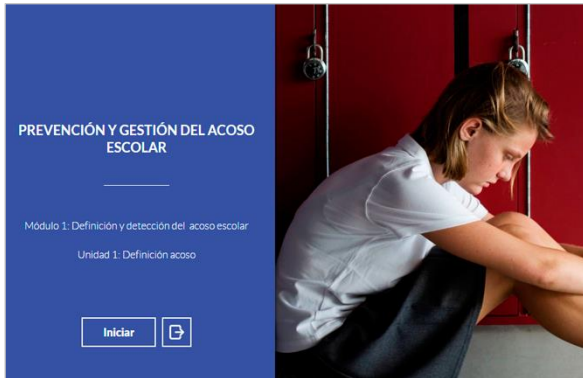 PREVENCIÓN Y GESTIÓN DEL ACOSO
ESCOLAR
Módulo 1: Definición y detección del acoso escolar
Unidad 1: Definición acoso
Iniciar